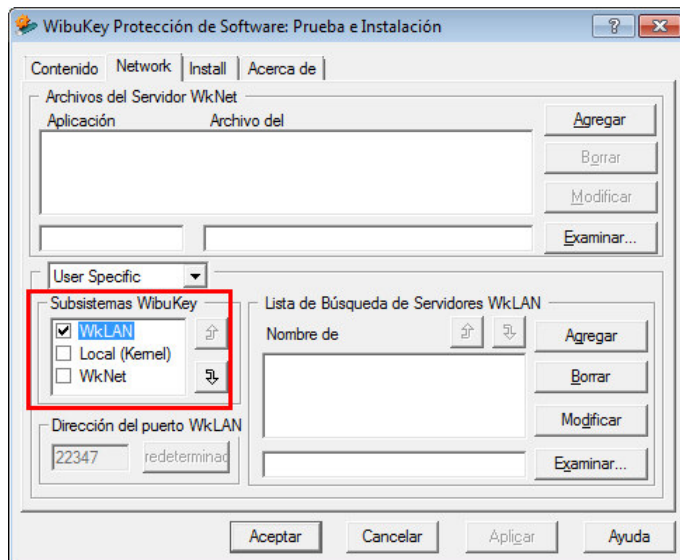 WibuKey Protección de Software: Prueba e Instalación
Contenido Network Install Acerca de
Archivos del Servidor WkNet
Aplicación Archivo del
Agregar
Borrar
Modificar
Examinar...
User Specific
Subsistemas WibuKey
WkLAN
Local (Kernel)
WkNet
Dirección del puerto WkLAN
22347 redeterminad
Lista de Búsqueda de Servidores WkLAN
Nombre de
Agregar
Borrar
Modificar
Examinar...
Aceptar Cancelar Aplicar Ayuda